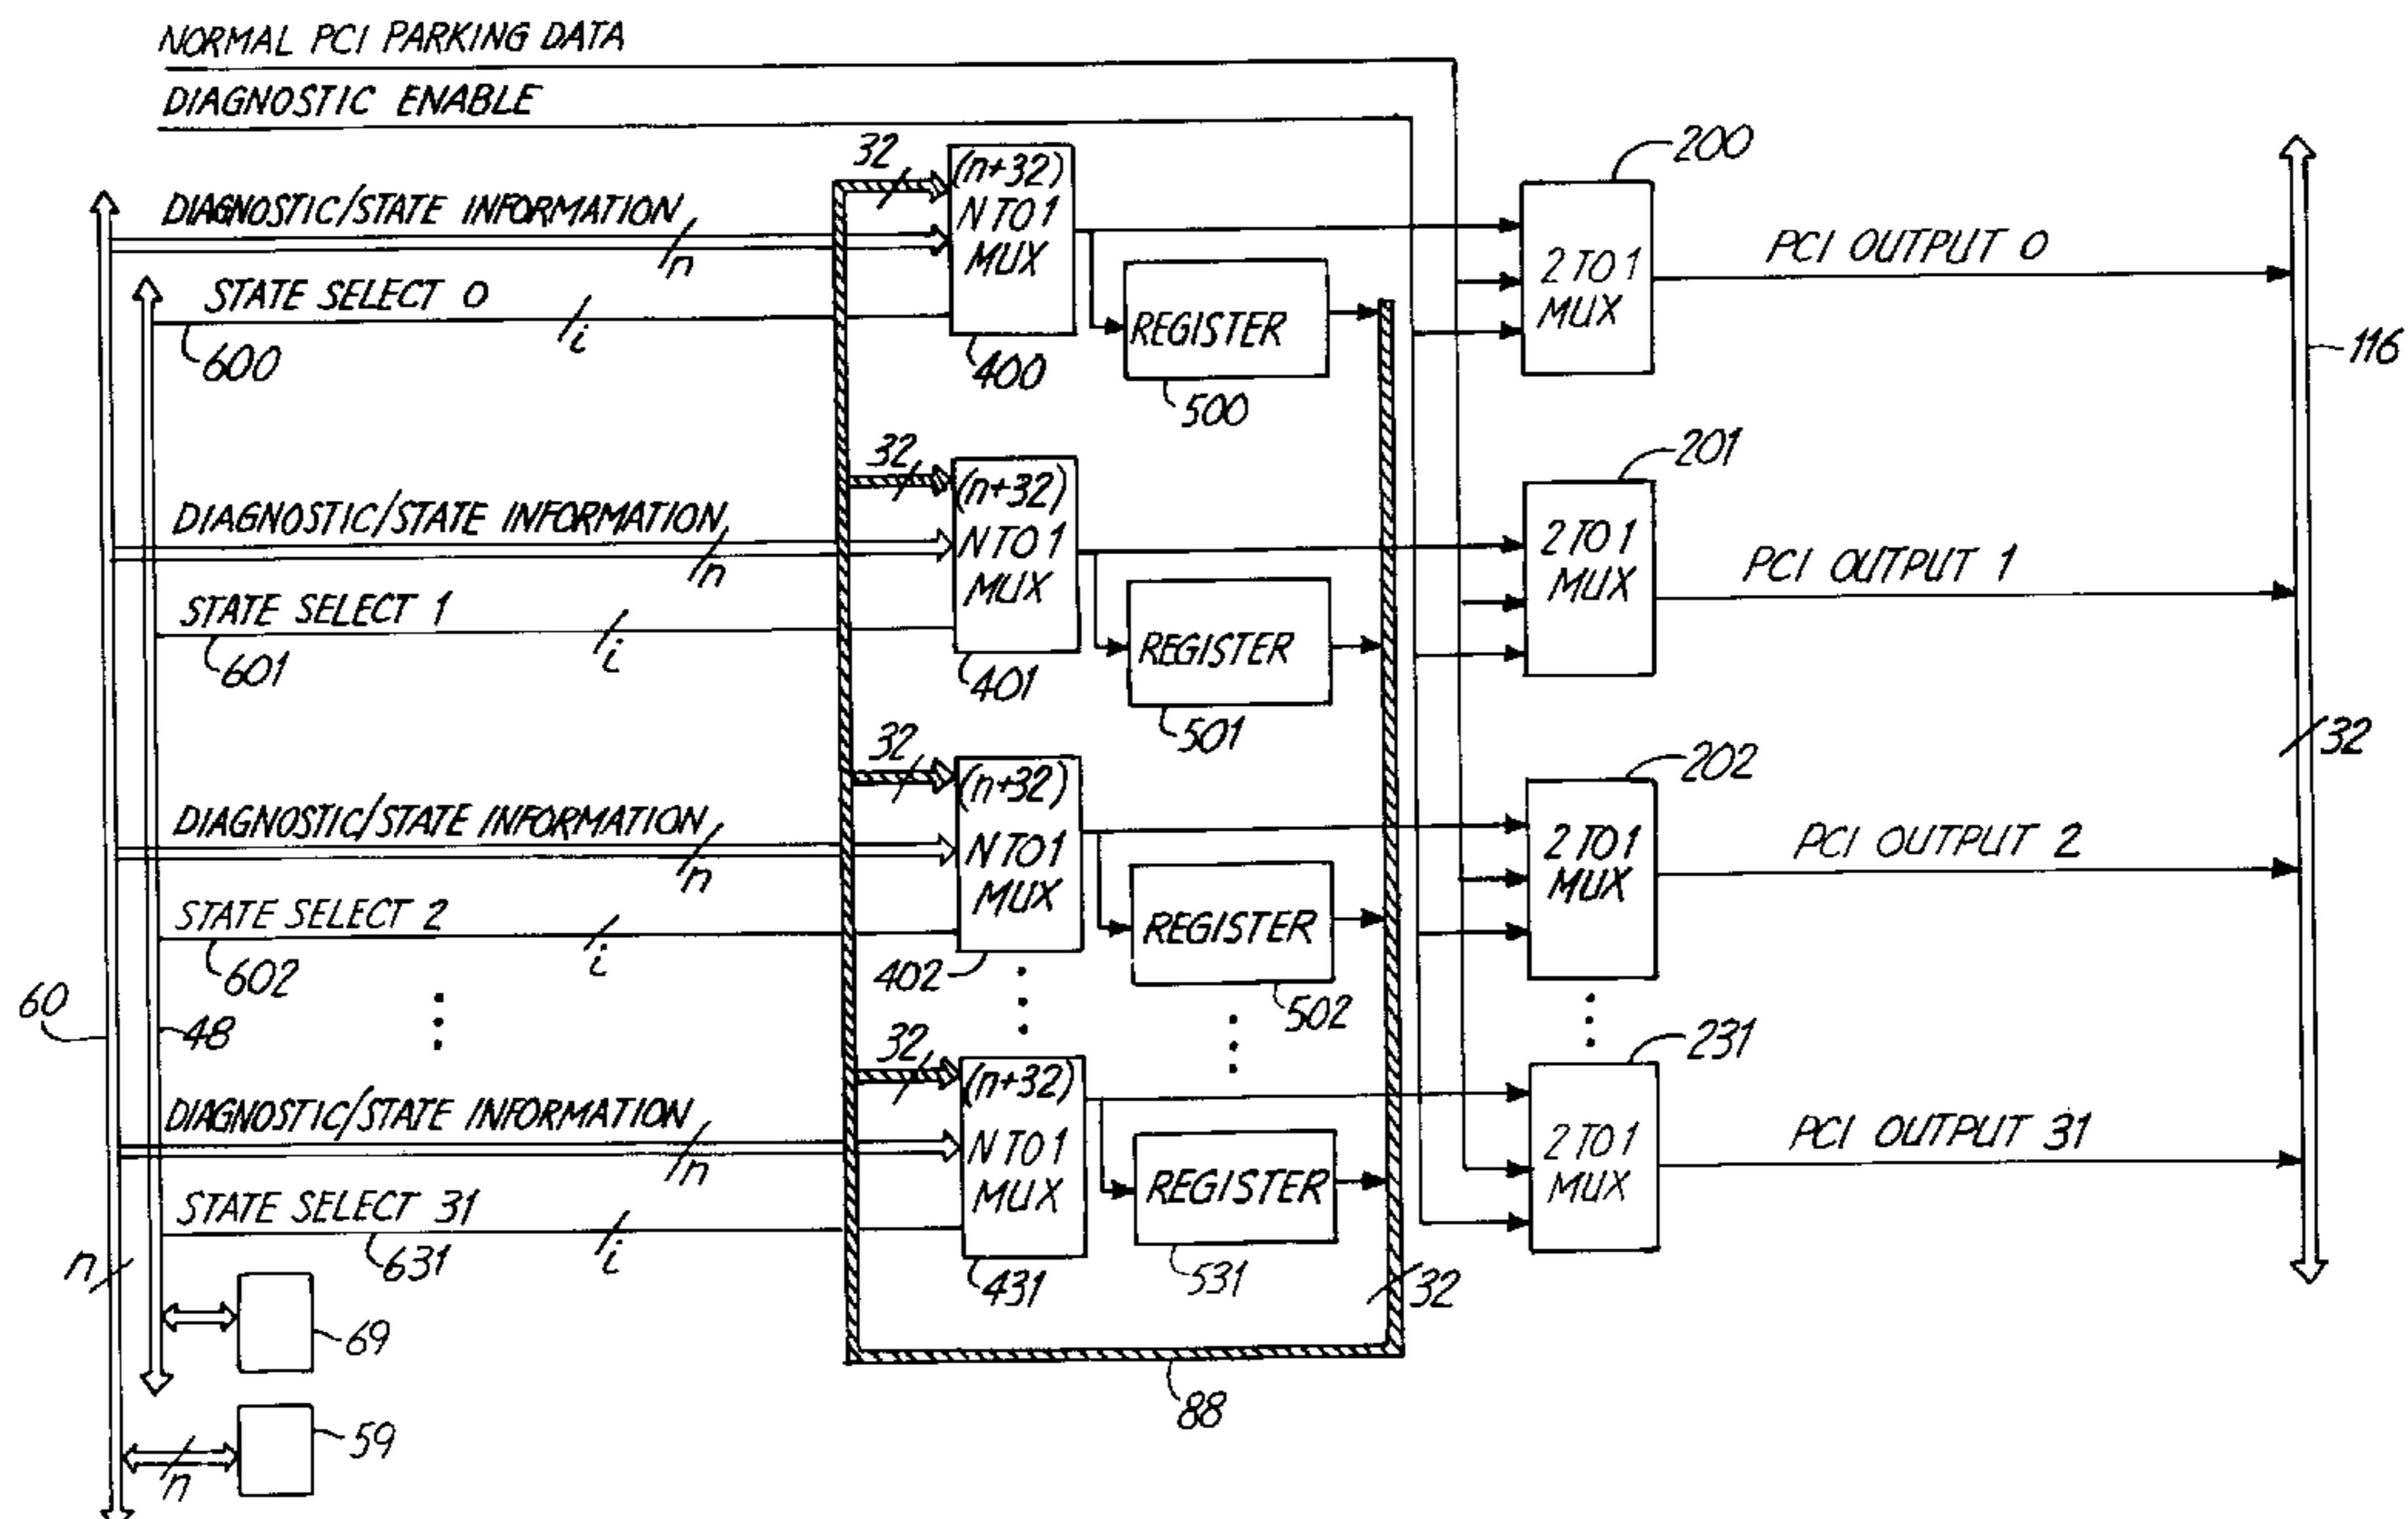 NORMAL PCI PARKING DATA
DIAGNOSTIC ENABLE
32
(n+32)
N TO 1
MUX
200
DIAGNOSTIC/STATE INFORMATION
n
2 TO 1
MUX
PCI OUTPUT 0
STATE SELECT 0
i
600
400
REGISTER
500
116
32
(n+32)
N TO 1
MUX
201
DIAGNOSTIC/STATE INFORMATION
n
2 TO 1
MUX
PCI OUTPUT 1
STATE SELECT 1
i
601
401
REGISTER
501
32
32
(n+32)
N TO 1
MUX
202
DIAGNOSTIC/STATE INFORMATION
n
2 TO 1
MUX
PCI OUTPUT 2
STATE SELECT 2
i
602
402
REGISTER
502
60
48
32
(n+32)
N TO 1
MUX
231
DIAGNOSTIC/STATE INFORMATION
n
2 TO 1
MUX
PCI OUTPUT 31
STATE SELECT 31
i
631
431
REGISTER
531
n
32
69
88
59
n